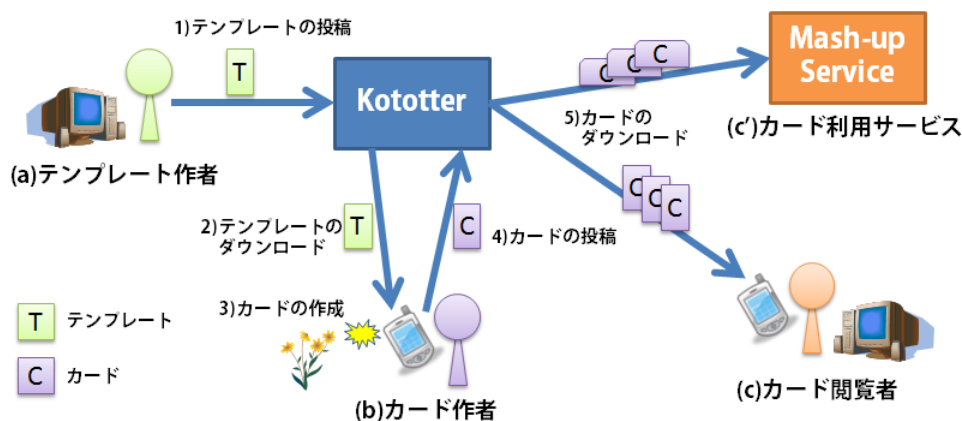 1)テンプレートの投稿
T
Kototter
C
C
C
Mash-up
Service
(c')カード利用サービス
5)カードの
ダウンロード
(a)テンプレート作者
2)テンプレートの
ダウンロード
T
C
4)カードの投稿
C
C
C
3)カードの作成
T
テンプレート
C
カード
(b)カード作者
(c)カード閲覧者